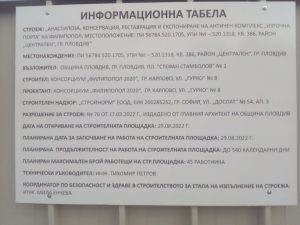 ИНФОРМАЦИОННА ТАБЕЛА
СТРОЕЖ: „АНАСТИЛОЗА, КОНСЕРВАЦИЯ, РЕСТАВРАЦИЯ И ЕКСПОНИРАНЕ НА АНТИЧЕН КОМПЛЕКС „ИЗТОЧНА
ПОРТА" НА ФИЛИПОПОЛ, МЕСТОПОЛОЖЕНИЕ: ПИ 56784.520.1705, УПИ №I – 520.1318, КВ. 386, РАЙОН
„ЦЕНТРАЛЕН", ГР. ПЛОВДИВ"
МЕСТОНАХОЖДЕНИЕ: ПИ 56784.520.1705, УПИ №I – 520.1318, КВ. 386, РАЙОН „ЦЕНТРАЛЕН", ГР. ПЛОВДИВ
ВЪЗЛОЖИТЕЛ: ОБЩИНА ПЛОВДИВ, ГР. ПЛОВДИВ, ПЛ. „СТЕФАН СТАМБОЛОВ" № 1
СТРОИТЕЛ: КОНСОРЦИУМ „ФИЛИПОПОЛ 2020", ГР. КАРЛОВО, УЛ. „ГУРКО" № 8
ПРОЕКТАНТ: КОНСОРЦИУМ „ФИЛИПОПОЛ 2020", ГР. КАРЛОВО, УЛ. „ГУРКО" № 8
СТРОИТЕЛЕН НАДЗОР: „СТРОЙНОРМ" ЕООД, ЕИК 200285252, ГР. СОФИЯ, УЛ. „ДОСПАТ" № 54, АП. 3
РАЗРЕШЕНИЕ ЗА СТРОЕЖ: № 76 ОТ 17.03.2022 Г., ИЗДАДЕНО ОТ ГЛАВНИЯ АРХИТЕКТ НА ОБЩИНА ПЛОВДИВ
ДАТА НА ОТКРИВАНЕ НА СТРОИТЕЛНАТА ПЛОЩАДКА: 29.08.2022 Г.
ПЛАНИРАНА ДАТА ЗА ЗАПОЧВАНЕ НА РАБОТА НА СТРОИТЕЛНАТА ПЛОЩАДКА: 29.08.2022 Г.
ПЛАНИРАНА ПРОДЪЛЖИТЕЛНОСТ НА РАБОТА НА СТРОИТЕЛНАТА ПЛОЩАДКА: ДО 540 КАЛЕНДАРНИ ДНИ
ПЛАНИРАН МАКСИМАЛЕН БРОЙ РАБОТЕЩИ НА СТР.ПЛОЩАДКА: 45 РАБОТНИКА
ТЕХНИЧЕСКИ РЪКОВОДИТЕЛ: ИНЖ. ТИХОМИР ПЕТРОВ
КООРДИНАТОР ПО БЕЗОПАСНОСТ И ЗДРАВЕ В СТРОИТЕЛСТВОТО ЗА ЕТАПА НА ИЗПЪЛНЕНИЕ НА СТРОЕЖА:
ИНЖ. МИЛА ЕНЧЕВА